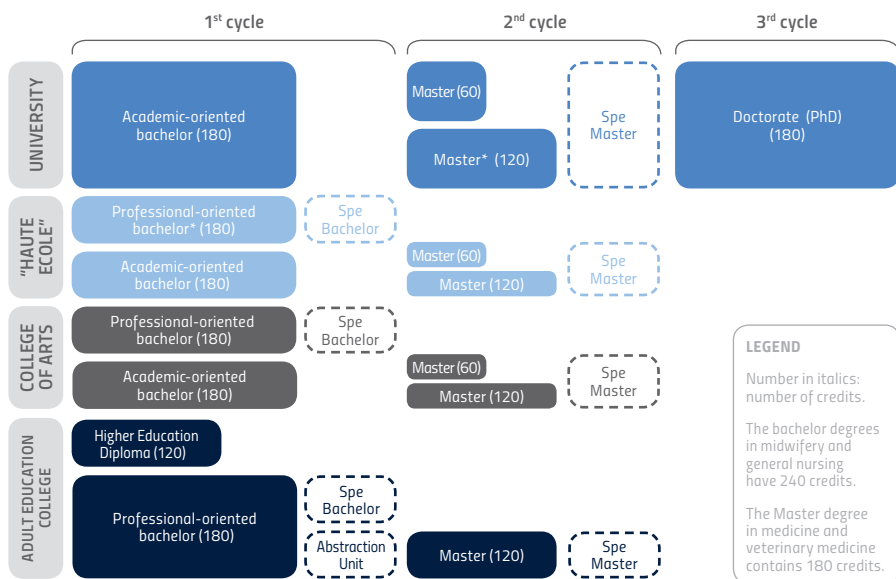 1st cycle
2nd cycle
3rd cycle
UNIVERSITY
Academic-oriented
bachelor (180)
Master (60)
Master* (120)
Spe
Master
Doctorate (PhD)
(180)
"HAUTE
ECOLE"
Professional-oriented
bachelor* (180)
Spe
Bachelor
Academic-oriented
bachelor (180)
Master (60)
Master (120)
Spe
Master
COLLEGE
OF ARTS
Professional-oriented
bachelor (180)
Spe
Bachelor
Academic-oriented
bachelor (180)
Master (60)
Master (120)
Spe
Master
ADULT EDUCATION
COLLEGE
Higher Education
Diploma (120)
Professional-oriented
bachelor (180)
Spe
Bachelor
Abstraction
Unit
Master (120)
Spe
Master
LEGEND
Number in italics:
number of credits.
The bachelor degrees
in midwifery and
general nursing
have 240 credits.
The Master degree
in medicine and
veterinary medicine
contains 180 credits.